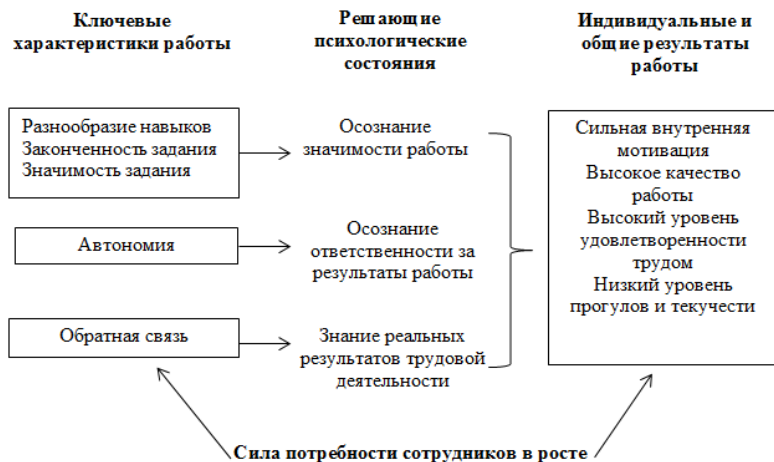 Ключевые
характеристики работы
Решающие
психологические
состояния
Индивидуальные и
общие результаты
работы
Разнообразие навыков
Законченность задания
Значимость задания
Осознание
значимости работы
Автономия
Осознание
ответственности за
результаты работы
Обратная связь
Знание реальных
результатов трудовой
деятельности
Сильная внутренняя
мотивация
Высокое качество
работы
Высокий уровень
удовлетворенности
трудом
Низкий уровень
прогулов и текучести
Сила потребности сотрудников в росте